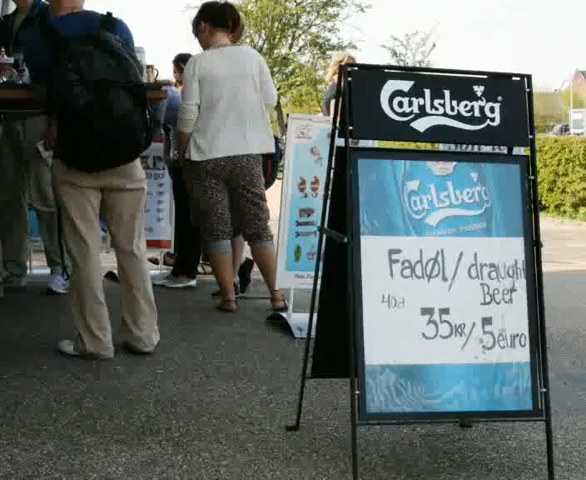 Carlsberg
Carlsberg
Fadøl / draught
Beer
40cl
35kr / 5euro